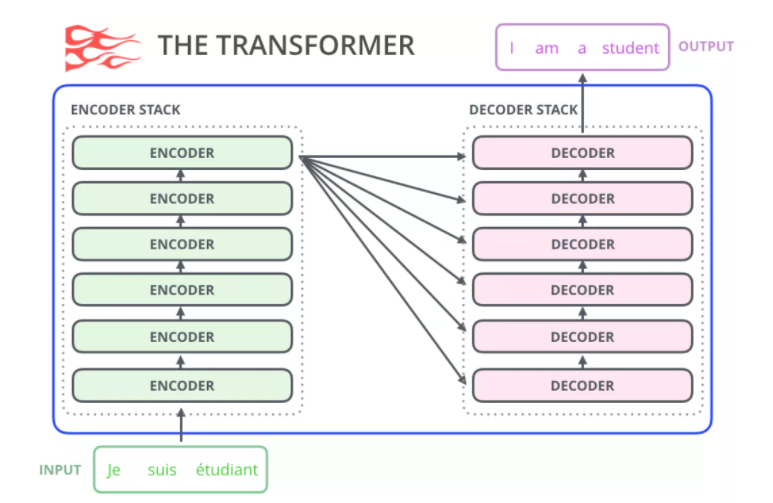 THE TRANSFORMER
I am a student OUTPUT
ENCODER STACK
DECODER STACK
ENCODER
ENCODER
ENCODER
ENCODER
ENCODER
ENCODER
DECODER
DECODER
DECODER
DECODER
DECODER
DECODER
INPUT Je suis étudiant